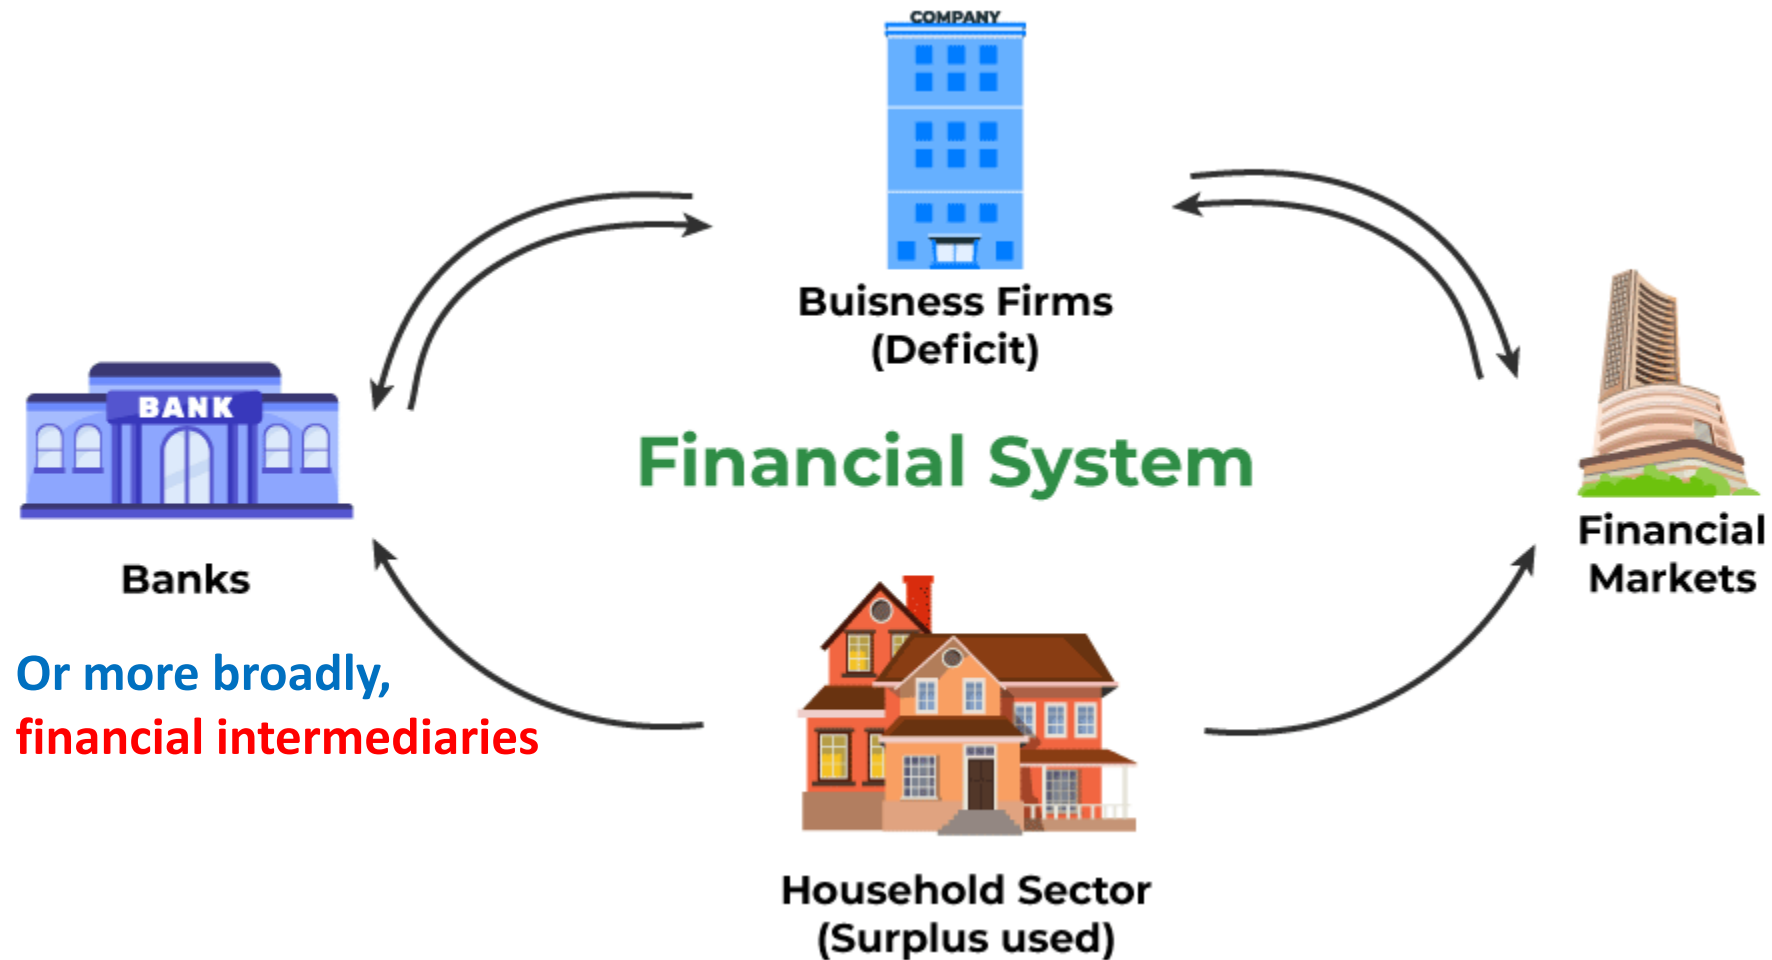 COMPANY
Buisness Firms
(Deficit)
BANK
Financial System
Banks
Financial
Markets
Or more broadly,
financial intermediaries
Household Sector
(Surplus used)